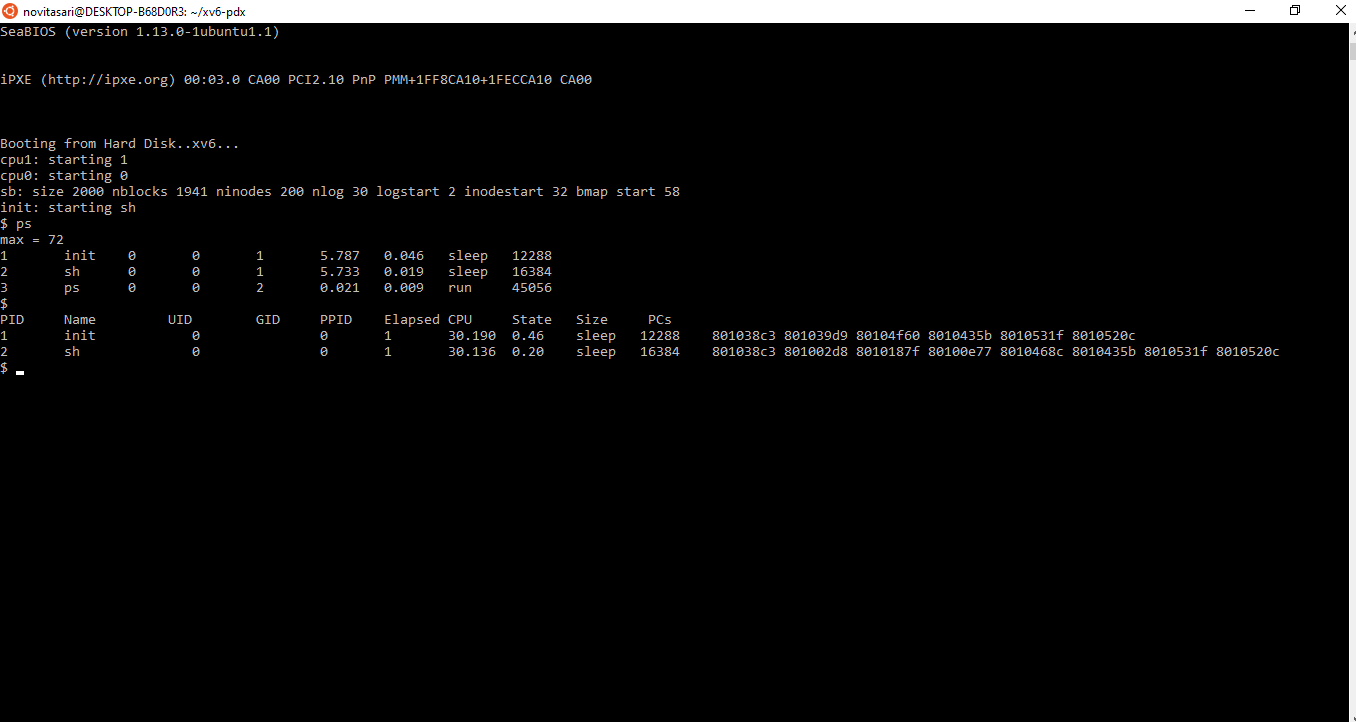 novitasari@DESKTOP-B68D0R3: ~/xv6-pdx
SeaBIOS (version 1.13.0-1ubuntu1.1)
iPXE (http://ipxe.org) 00:03.0 CA00 PCI2.10 PnP PMM+1FF8CA10+1FECCA10 CA00
Booting from Hard Disk..xv6...
cpu1: starting 1
cpu0: starting 0
sb: size 2000 nblocks 1941 ninodes 200 nlog 30 logstart 2 inodestart 32 bmap start 58
init: starting sh
$ ps
max = 72
1 init 0 0 1 5.787 0.046 sleep 12288
2 sh 0 0 1 5.733 0.019 sleep 16384
3 ps 0 0 2 0.021 0.009 run 45056
$
PID Name UID GID PPID Elapsed CPU State Size PCs
1 init 0 0 1 30.190 0.46 sleep 12288 801038c3 801039d9 80104f60 8010435b 8010531f 8010520c
2 sh 0 0 1 30.136 0.20 sleep 16384 801038c3 801002d8 8010187f 80100e77 8010468c 8010435b 8010531f 8010520c
$